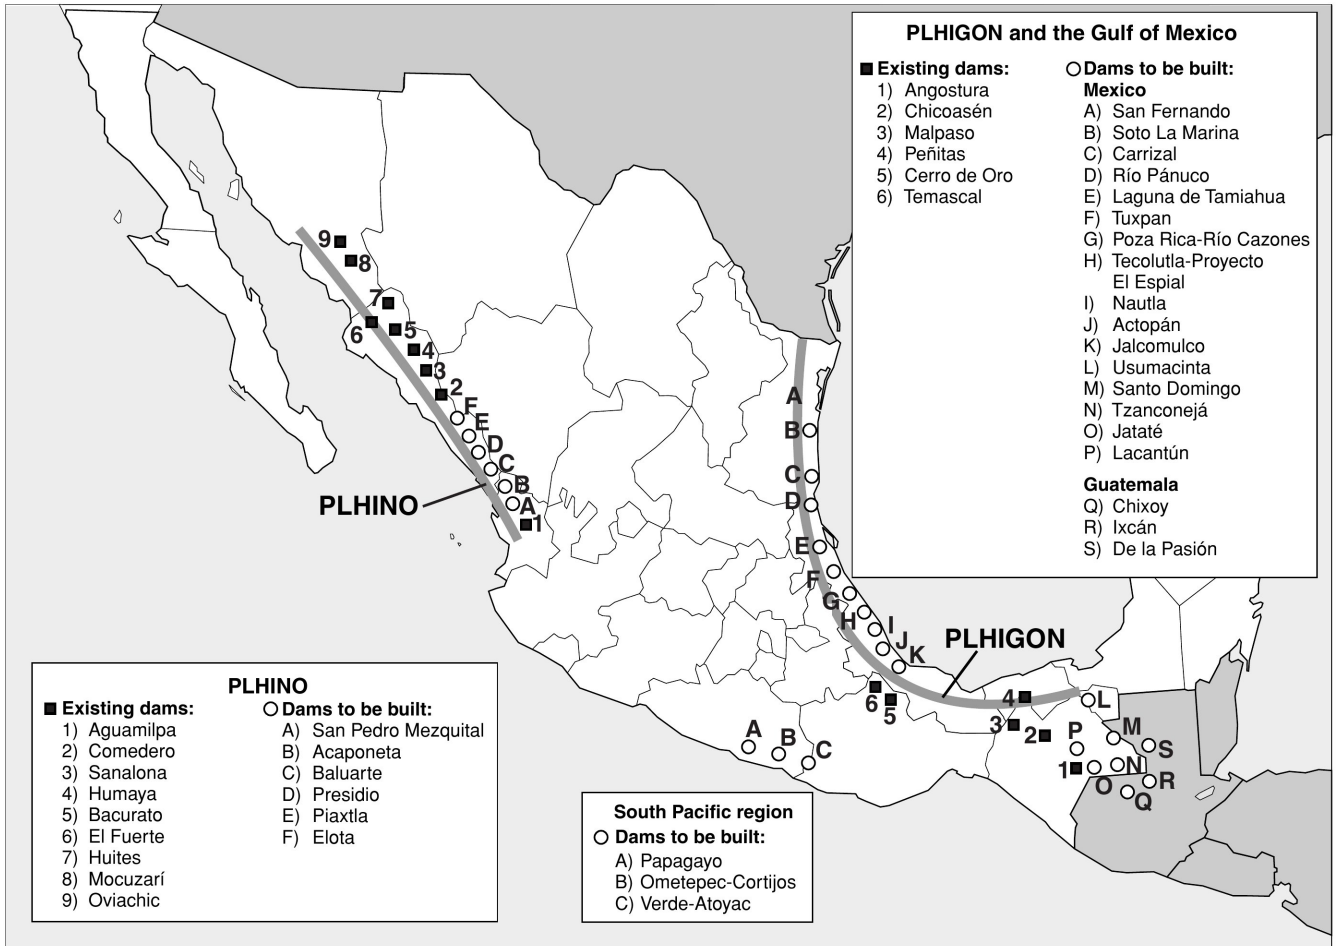 PLHIGON and the Gulf of Mexico
Existing dams:
1) Angostura
2) Chicoasén
3) Malpaso
4) Peñitas
5) Cerro de Oro
6) Temascal
Dams to be built:
Mexico
A) San Fernando
B) Soto La Marina
C) Carrizal
D) Río Pánuco
E) Laguna de Tamiahua
F) Tuxpan
G) Poza Rica-Río Cazones
H) Tecolutla-Proyecto
El Espial
I) Nautla
J) Actopán
K) Jalcomulco
L) Usumacinta
M) Santo Domingo
N) Tzanconejá
O) Jataté
P) Lacantún
Guatemala
Q) Chixoy
R) Ixcán
S) De la Pasión
9
8
7
6
5
4
3
2
F
E
D
C
B
A
1
PLHINO
A
B
C
D
E
F
G
H
I
J
K
PLHIGON
6
5
4
3
2
1
L
M
P
S
N
O
R
Q
A
B
C
PLHINO
Existing dams:
1) Aguamilpa
2) Comedero
3) Sanalona
4) Humaya
5) Bacurato
6) El Fuerte
7) Huites
8) Mocuzarí
9) Oviachic
Dams to be built:
A) San Pedro Mezquital
B) Acaponeta
C) Baluarte
D) Presidio
E) Piaxtla
F) Elota
South Pacific region
Dams to be built:
A) Papagayo
B) Ometepec-Cortijos
C) Verde-Atoyac